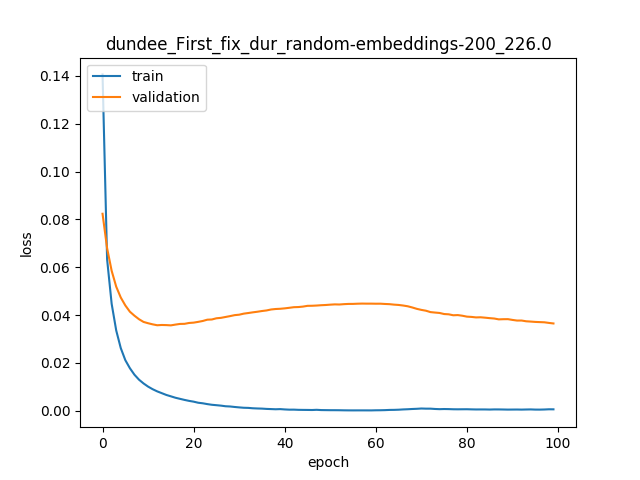 dundee_First_fix_dur_random-embeddings-200_226.0
train
validation
0.14
0.12
0.10
0.08
0.06
0.04
0.02
0.00
loss
0 20 40 60 80 100
epoch